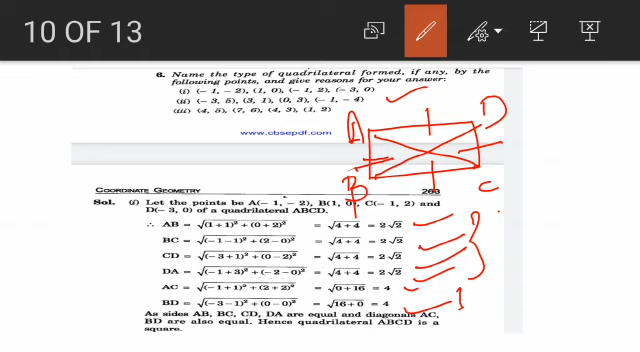 10 OF 13
6. Name the type of quadrilateral formed, if any, by the
following points, and give reasons for your answer:
(i) (− 1, − 2), (1, 0), (− 1, 2), (− 3, 0)
(ii) (− 3, 5), (3, 1), (0, 3), (− 1, − 4)
(iii) (4, 5), (7, 6), (4, 3), (1, 2)
www.cbsepdf.com
A
D
B
C
COORDINATE GEOMETRY 263
Sol. (i) Let the points be A(− 1, − 2), B(1, 0), C(− 1, 2) and
D(− 3, 0) of a quadrilateral ABCD.
∴ AB = √(1 + 1)² + (0 + 2)² = √4 + 4 = 2√2
BC = √(− 1 − 1)² + (2 − 0)² = √4 + 4 = 2√2
CD = √(− 3 + 1)² + (0 − 2)² = √4 + 4 = 2√2
DA = √(− 1 + 3)² + (− 2 − 0)² = √4 + 4 = 2√2
AC = √(− 1 + 1)² + (2 + 2)² = √0 + 16 = 4
BD = √(− 3 − 1)² + (0 − 0)² = √16 + 0 = 4
As sides AB, BC, CD, DA are equal and diagonals AC,
BD are also equal. Hence quadrilateral ABCD is a
square.